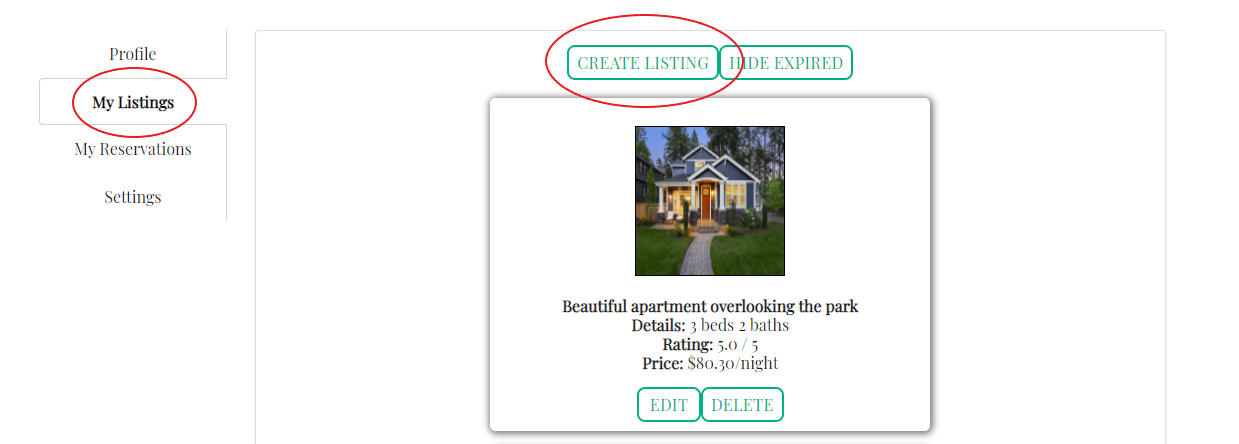 Profile
My Listings
My Reservations
Settings
CREATE LISTING HIDE EXPIRED
Beautiful apartment overlooking the park
Details: 3 beds 2 baths
Rating: 5.0 / 5
Price: $80.30/night
EDIT DELETE